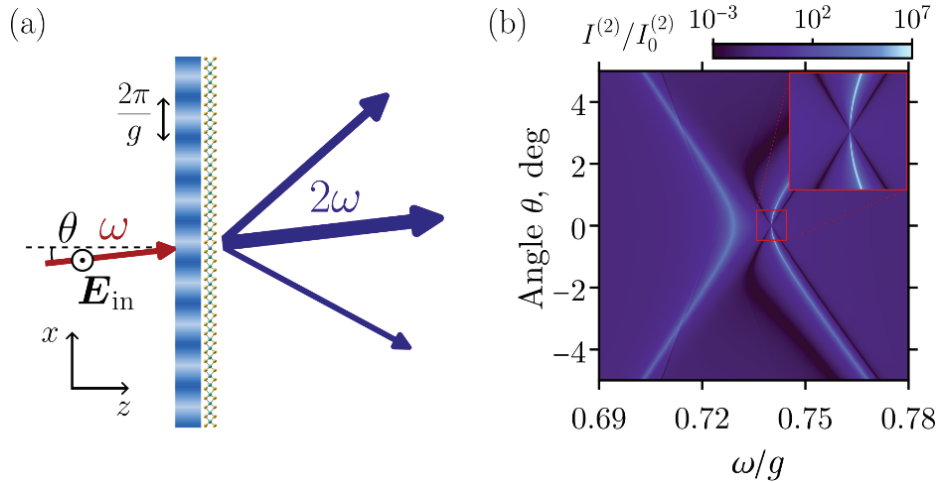 (a)
2π/g
θ ω
E_in
x
z
2ω
(b)
I^(2)/I_0^(2)
10^−3 10^2 10^7
Angle θ, deg
4
2
0
−2
−4
0.69 0.72 0.75 0.78
ω/g